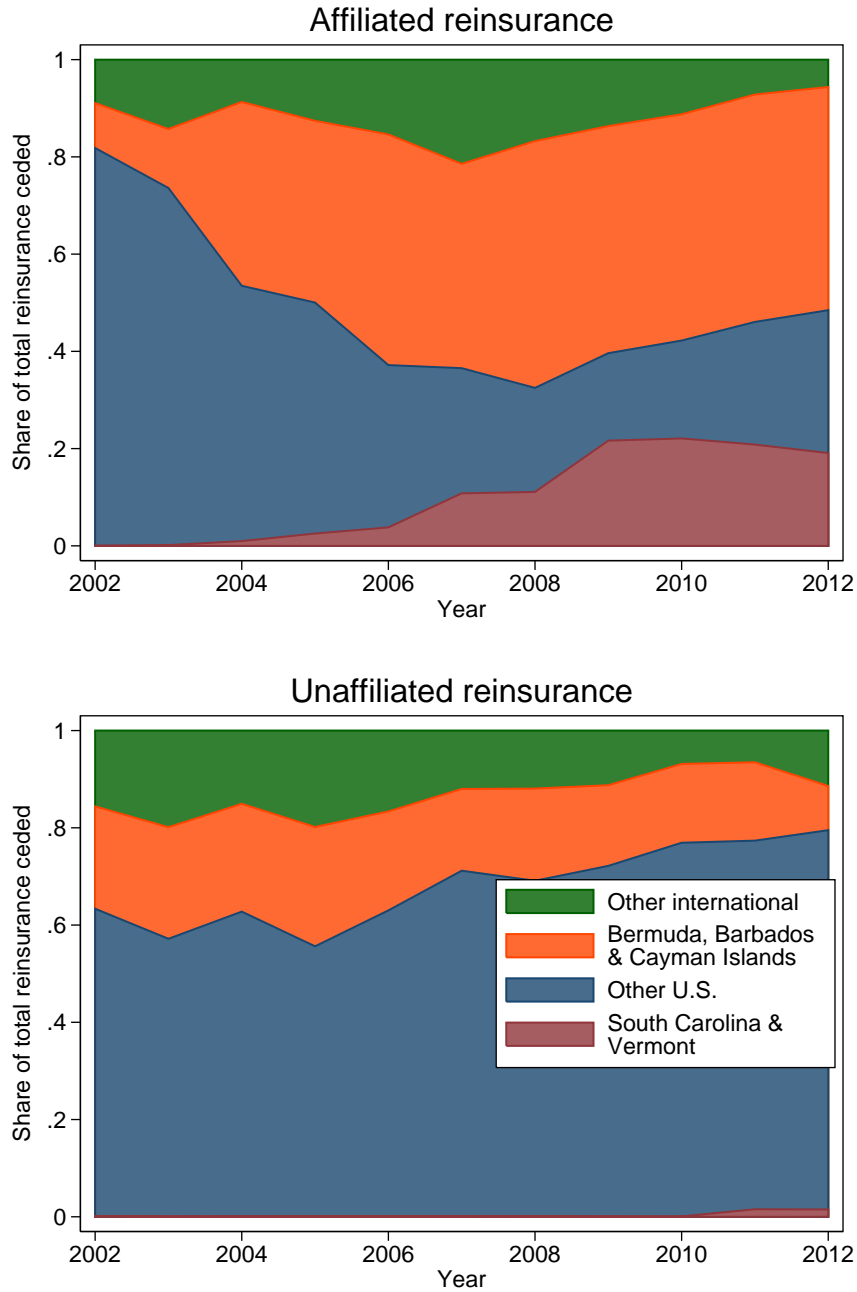 Affiliated reinsurance
1
.8
.6
.4
.2
0
Share of total reinsurance ceded
2002 2004 2006 2008 2010 2012
Year
Unaffiliated reinsurance
1
.8
.6
.4
.2
0
Share of total reinsurance ceded
Other international
Bermuda, Barbados
& Cayman Islands
Other U.S.
South Carolina &
Vermont
2002 2004 2006 2008 2010 2012
Year